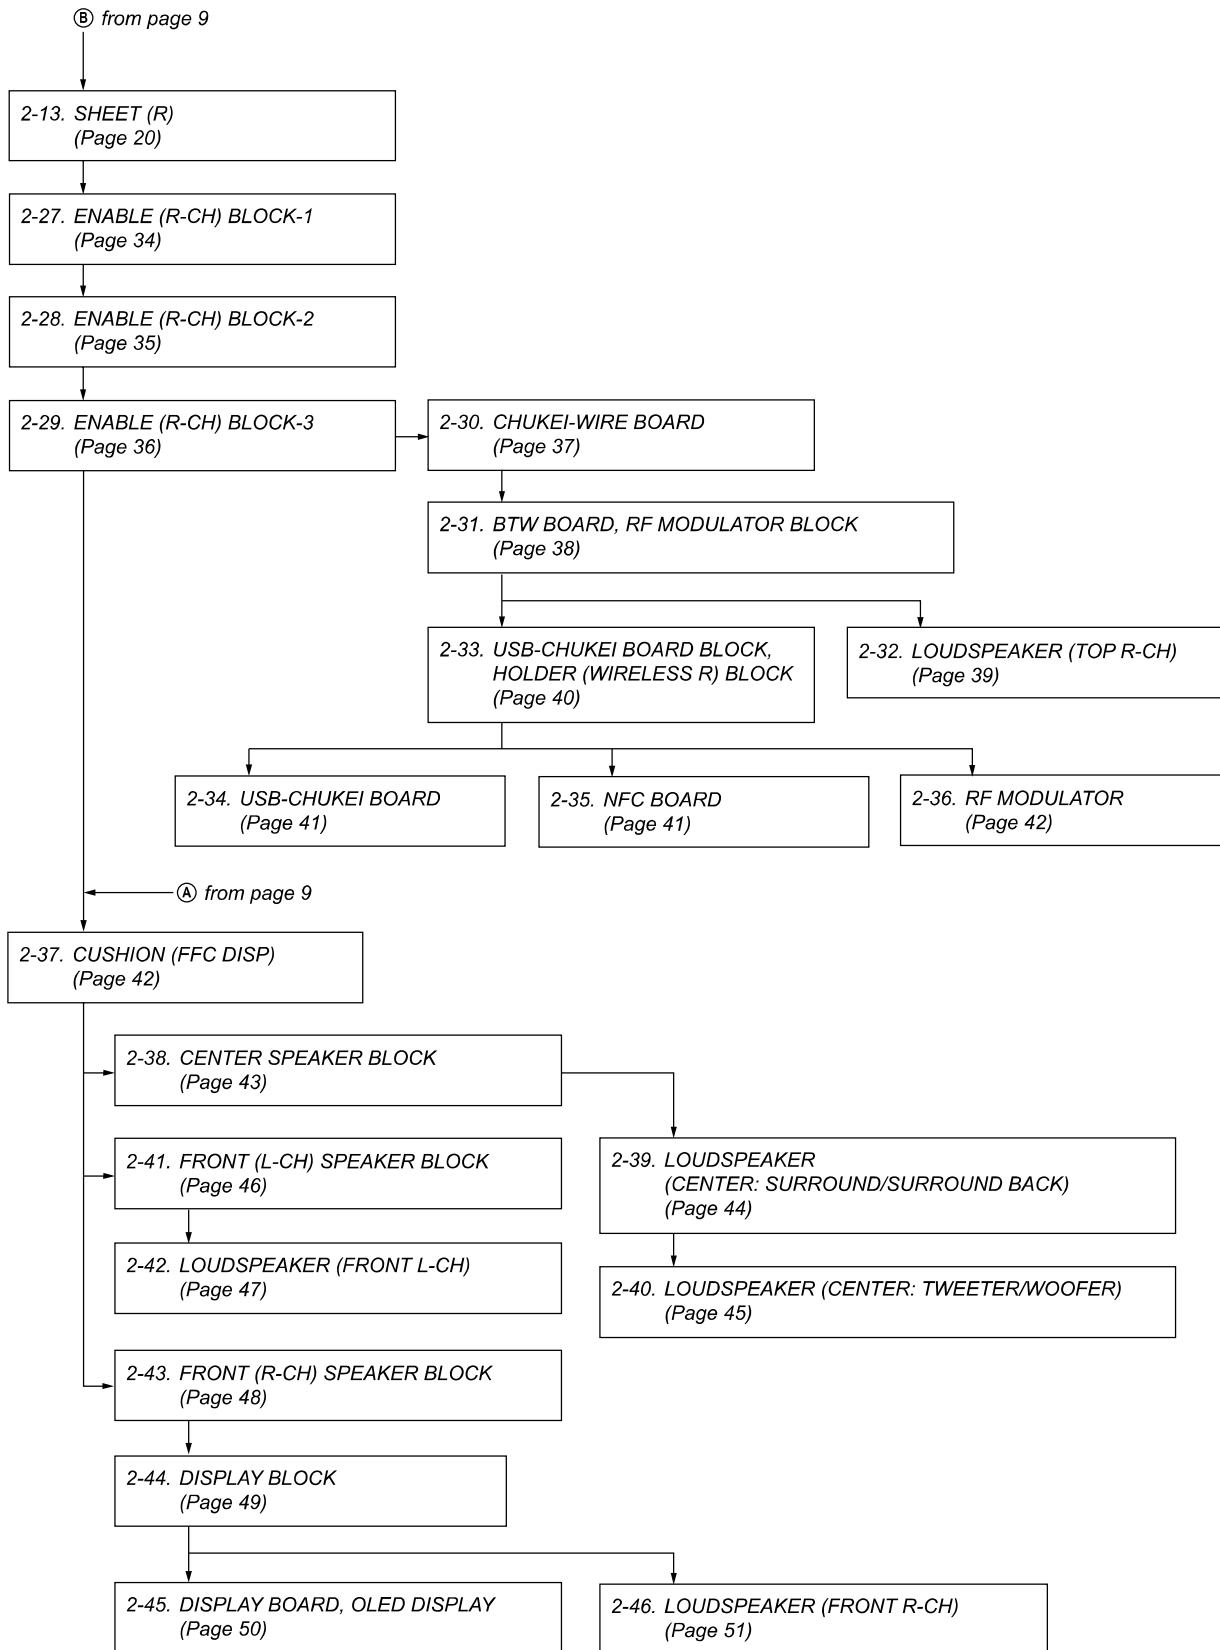 Ⓑ from page 9
2-13. SHEET (R)
(Page 20)
2-27. ENABLE (R-CH) BLOCK-1
(Page 34)
2-28. ENABLE (R-CH) BLOCK-2
(Page 35)
2-29. ENABLE (R-CH) BLOCK-3
(Page 36)
2-30. CHUKEI-WIRE BOARD
(Page 37)
2-31. BTW BOARD, RF MODULATOR BLOCK
(Page 38)
2-33. USB-CHUKEI BOARD BLOCK,
HOLDER (WIRELESS R) BLOCK
(Page 40)
2-32. LOUDSPEAKER (TOP R-CH)
(Page 39)
2-34. USB-CHUKEI BOARD
(Page 41)
2-35. NFC BOARD
(Page 41)
2-36. RF MODULATOR
(Page 42)
Ⓐ from page 9
2-37. CUSHION (FFC DISP)
(Page 42)
2-38. CENTER SPEAKER BLOCK
(Page 43)
2-41. FRONT (L-CH) SPEAKER BLOCK
(Page 46)
2-39. LOUDSPEAKER
(CENTER: SURROUND/SURROUND BACK)
(Page 44)
2-42. LOUDSPEAKER (FRONT L-CH)
(Page 47)
2-40. LOUDSPEAKER (CENTER: TWEETER/WOOFER)
(Page 45)
2-43. FRONT (R-CH) SPEAKER BLOCK
(Page 48)
2-44. DISPLAY BLOCK
(Page 49)
2-45. DISPLAY BOARD, OLED DISPLAY
(Page 50)
2-46. LOUDSPEAKER (FRONT R-CH)
(Page 51)